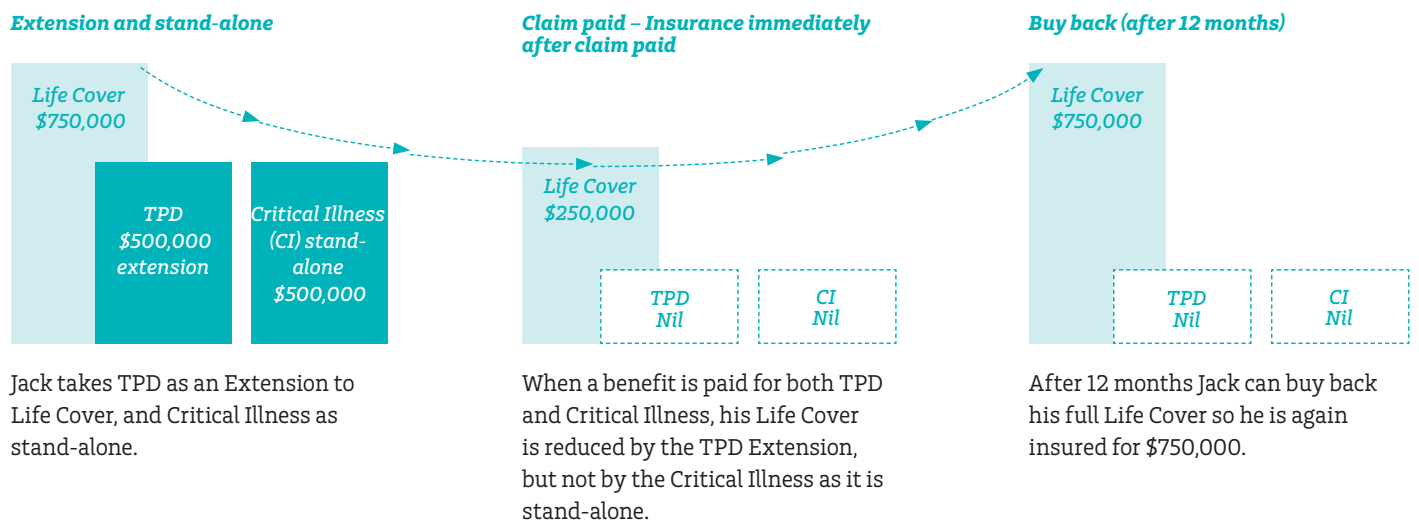 Extension and stand-alone
Life Cover
$750,000
TPD
$500,000
extension
Critical Illness
(CI) stand-
alone
$500,000
Jack takes TPD as an Extension to
Life Cover, and Critical Illness as
stand-alone.
Claim paid – Insurance immediately
after claim paid
Life Cover
$250,000
TPD
Nil
CI
Nil
When a benefit is paid for both TPD
and Critical Illness, his Life Cover
is reduced by the TPD Extension,
but not by the Critical Illness as it is
stand-alone.
Buy back (after 12 months)
Life Cover
$750,000
TPD
Nil
CI
Nil
After 12 months Jack can buy back
his full Life Cover so he is again
insured for $750,000.